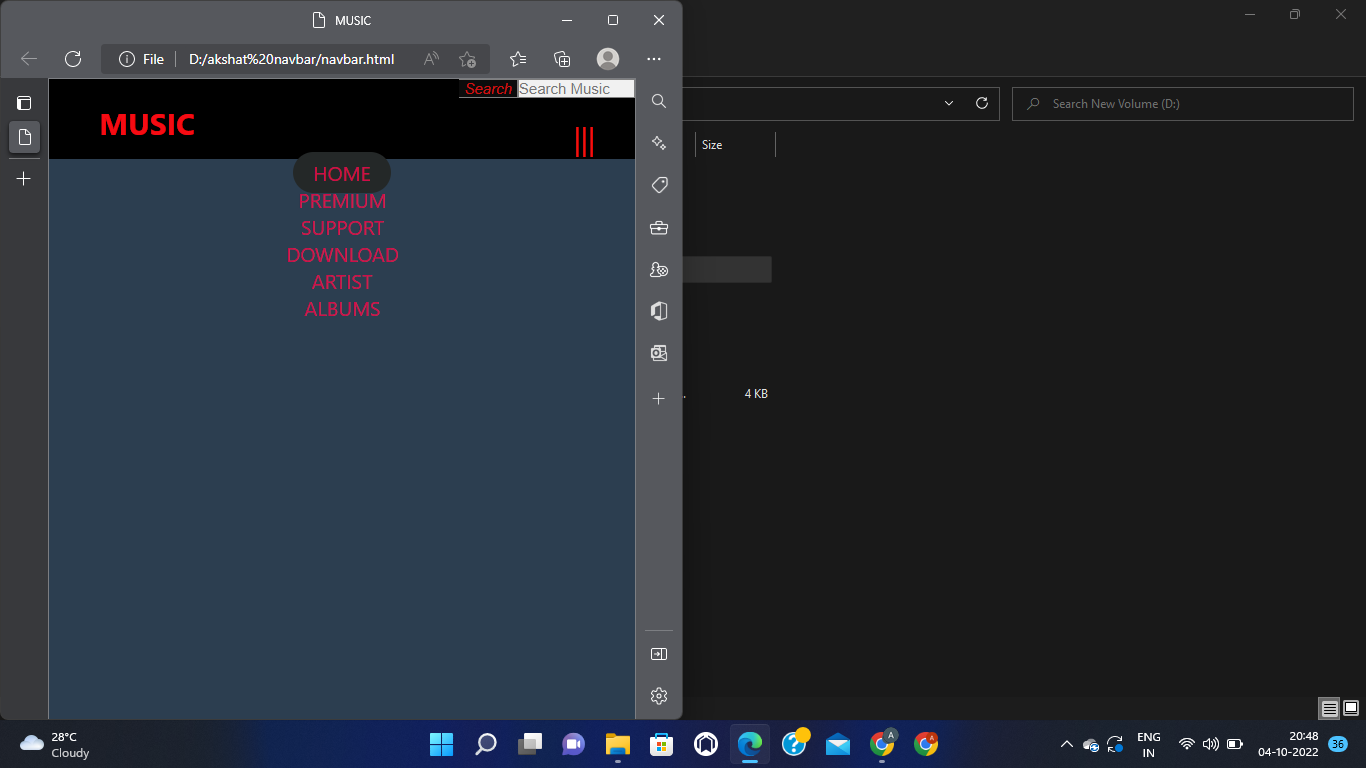 MUSIC
File
D:/akshat%20navbar/navbar.html
Search New Volume (D:)
Search
Search Music
MUSIC
|||
Size
HOME
PREMIUM
SUPPORT
DOWNLOAD
ARTIST
ALBUMS
4 KB
28°C
Cloudy
A
A
ENG
IN
20:48
04-10-2022
36